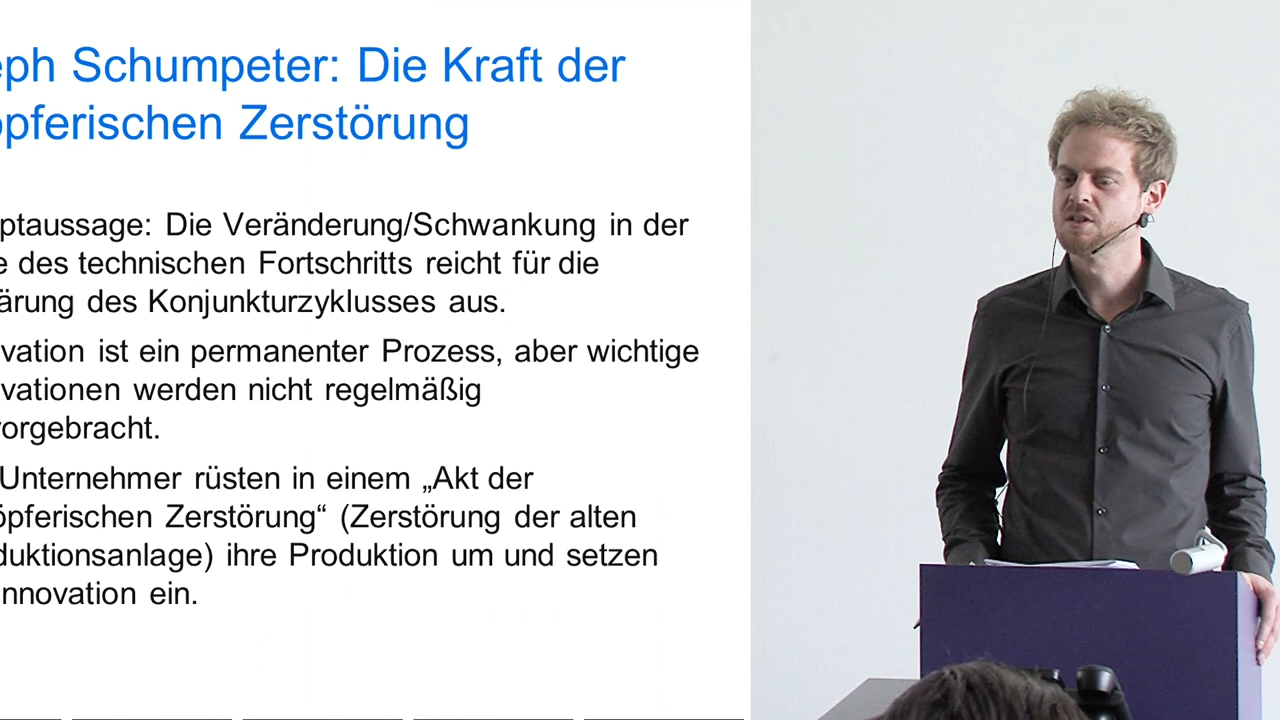 eph Schumpeter: Die Kraft der
öpferischen Zerstörung
ptaussage: Die Veränderung/Schwankung in der
e des technischen Fortschritts reicht für die
ärung des Konjunkturzyklusses aus.
vation ist ein permanenter Prozess, aber wichtige
vationen werden nicht regelmäßig
vorgebracht.
Unternehmer rüsten in einem „Akt der
öpferischen Zerstörung“ (Zerstörung der alten
duktionsanlage) ihre Produktion um und setzen
nnovation ein.